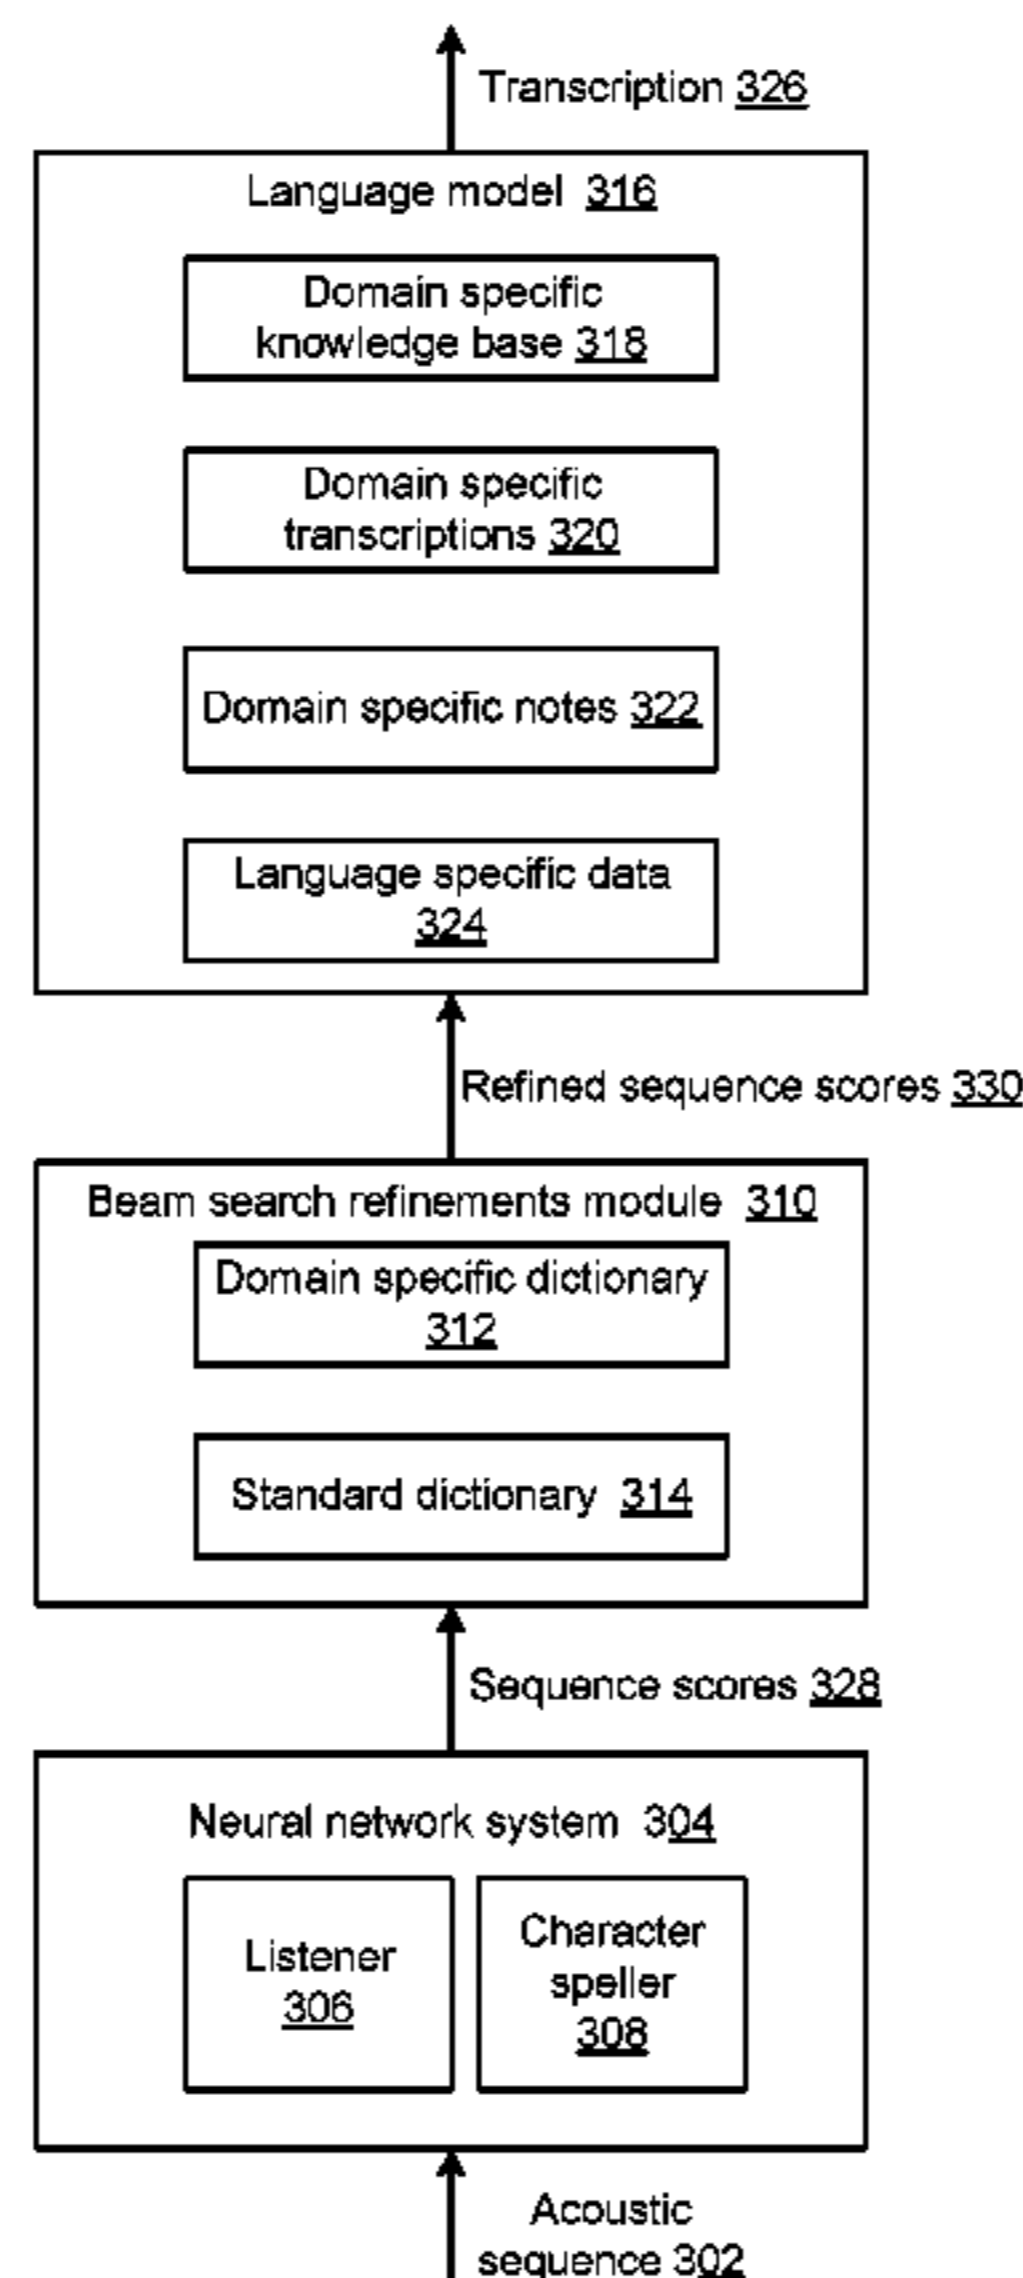 Transcription 326
Language model 316
Domain specific
knowledge base 318
Domain specific
transcriptions 320
Domain specific notes 322
Language specific data
324
Refined sequence scores 330
Beam search refinements module 310
Domain specific dictionary
312
Standard dictionary 314
Sequence scores 328
Neural network system 304
Listener
306
Character
speller
308
Acoustic
sequence 302